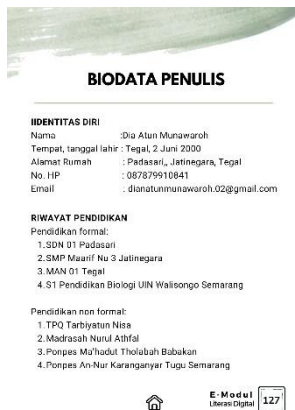 BIODATA PENULIS
IIDENTITAS DIRI
Nama :Dia Atun Munawaroh
Tempat, tanggal lahir : Tegal, 2 Juni 2000
Alamat Rumah : Padasari,, Jatinegara, Tegal
No. HP : 087879910841
Email : dianatunmunawaroh.02@gmail.com
RIWAYAT PENDIDIKAN
Pendidikan formal:
1.SDN 01 Padasari
2.SMP Maarif Nu 3 Jatinegara
3.MAN 01 Tegal
4.S1 Pendidikan Biologi UIN Walisongo Semarang
Pendidikan non formal:
1.TPQ Tarbiyatun Nisa
2.Madrasah Nurul Athfal
3.Ponpes Ma'hadut Tholabah Babakan
4.Ponpes An-Nur Karanganyar Tugu Semarang
E-Modul
Literasi Digital
127